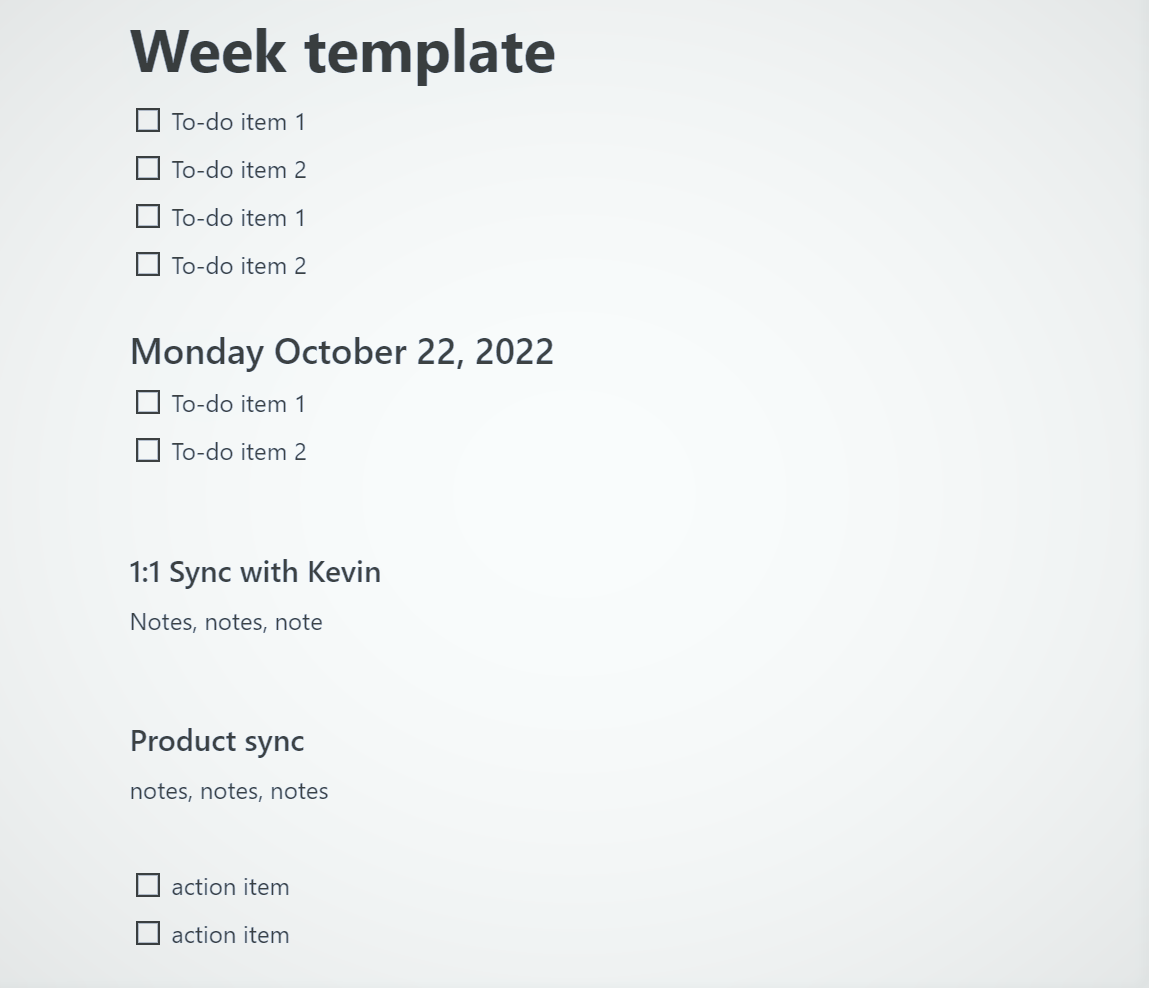 Week template
To-do item 1
To-do item 2
To-do item 1
To-do item 2
Monday October 22, 2022
To-do item 1
To-do item 2
1:1 Sync with Kevin
Notes, notes, note
Product sync
notes, notes, notes
action item
action item